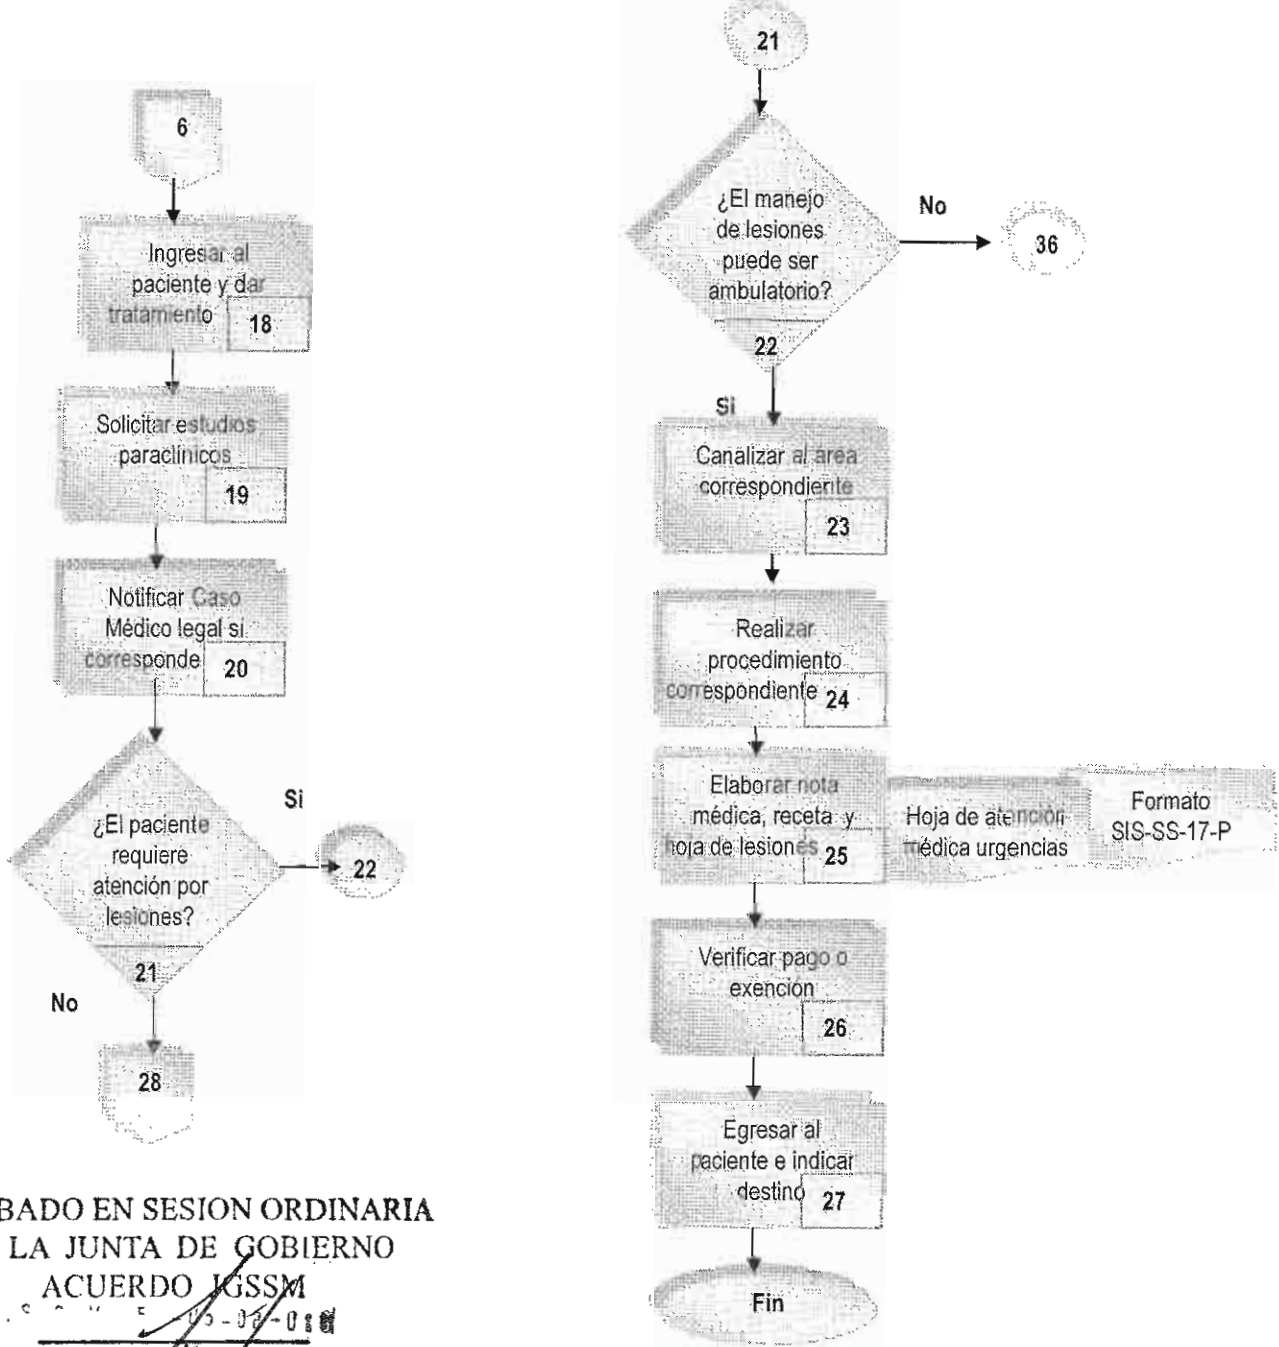 6
Ingresar al
paciente y dar
tratamiento
18
Solicitar estudios
paraclínicos
19
Notificar Caso
Médico legal si
corresponde
20
¿El paciente
requiere
atención por
lesiones?
21
Si
22
No
28
21
¿El manejo
de lesiones
puede ser
ambulatorio?
22
No
36
Si
Canalizar al área
correspondiente
23
Realizar
procedimiento
correspondiente
24
Elaborar nota
médica, receta y
hoja de lesiones
25
Hoja de atención
médica urgencias
Formato
SIS-SS-17-P
Verificar pago o
exención
26
Egresar al
paciente e indicar
destino
27
Fin
BADO EN SESION ORDINARIA
LA JUNTA DE GOBIERNO
ACUERDO JGSSM